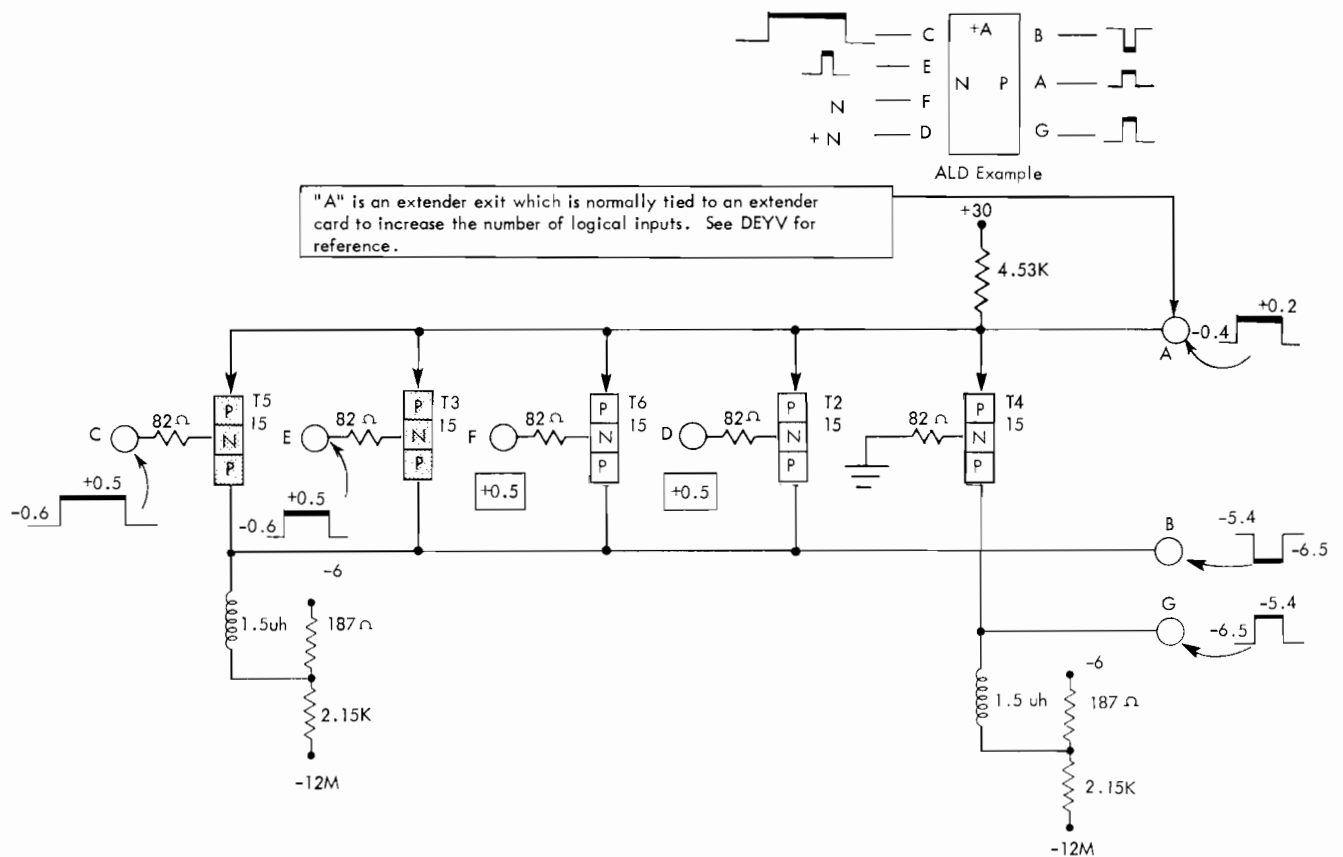 C +A B
E
N P A
N F
+ N D G
ALD Example
"A" is an extender exit which is normally tied to an extender
card to increase the number of logical inputs. See DEYV for
reference.
+30
4.53K
+0.2
-0.4
A
T5
15
T3
15
T6
15
T2
15
T4
15
P
N
P
P
N
P
P
N
P
P
N
P
P
N
P
C 82Ω
E 82Ω
F 82Ω
D 82Ω
82Ω
+0.5
-0.6
+0.5
-0.6
+0.5
+0.5
B
-5.4
-6.5
G
-5.4
-6.5
-6
1.5uh
187Ω
2.15K
-12M
-6
1.5 uh
187 Ω
2.15K
-12M